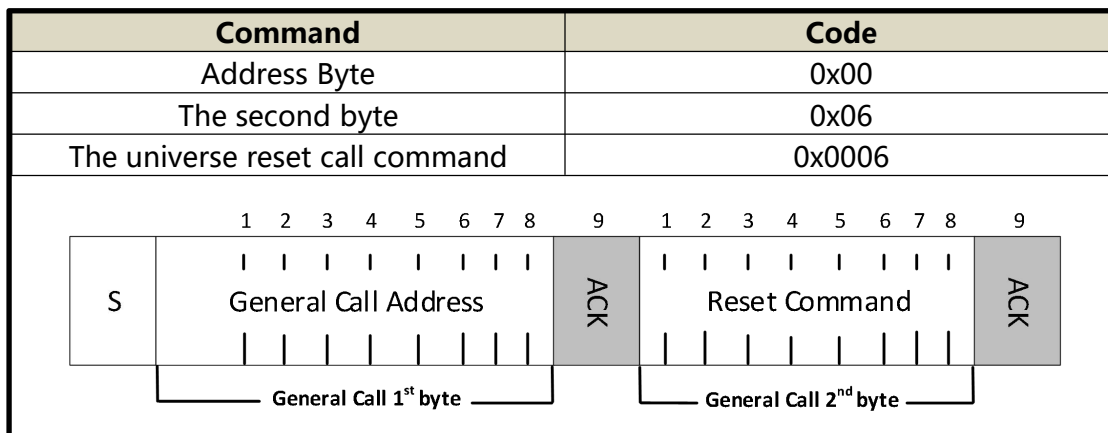 Command Code
Address Byte 0x00
The second byte 0x06
The universe reset call command 0x0006
1 2 3 4 5 6 7 8 9 1 2 3 4 5 6 7 8 9
S General Call Address ACK Reset Command ACK
General Call 1st byte General Call 2nd byte